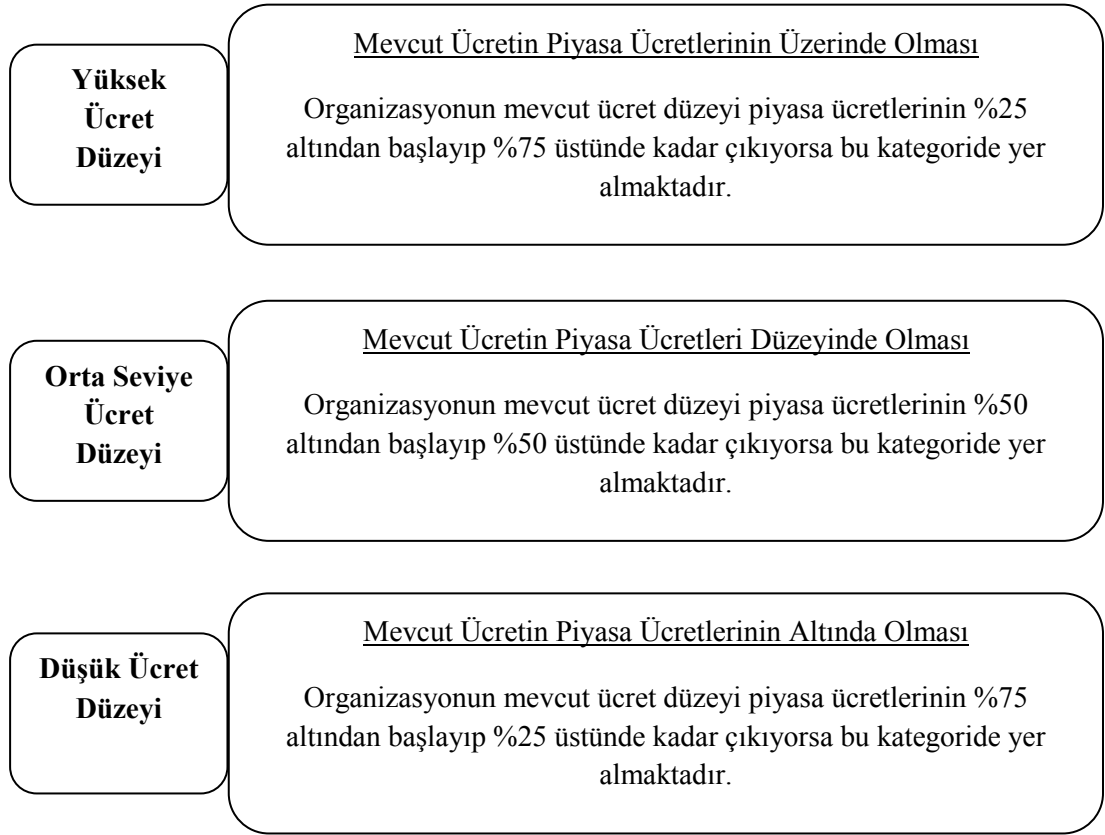 Yüksek
Ücret
Düzeyi
Mevcut Ücretin Piyasa Ücretlerinin Üzerinde Olması
Organizasyonun mevcut ücret düzeyi piyasa ücretlerinin %25
altından başlayıp %75 üstünde kadar çıkıyorsa bu kategoride yer
almaktadır.
Orta Seviye
Ücret
Düzeyi
Mevcut Ücretin Piyasa Ücretleri Düzeyinde Olması
Organizasyonun mevcut ücret düzeyi piyasa ücretlerinin %50
altından başlayıp %50 üstünde kadar çıkıyorsa bu kategoride yer
almaktadır.
Düşük Ücret
Düzeyi
Mevcut Ücretin Piyasa Ücretlerinin Altında Olması
Organizasyonun mevcut ücret düzeyi piyasa ücretlerinin %75
altından başlayıp %25 üstünde kadar çıkıyorsa bu kategoride yer
almaktadır.